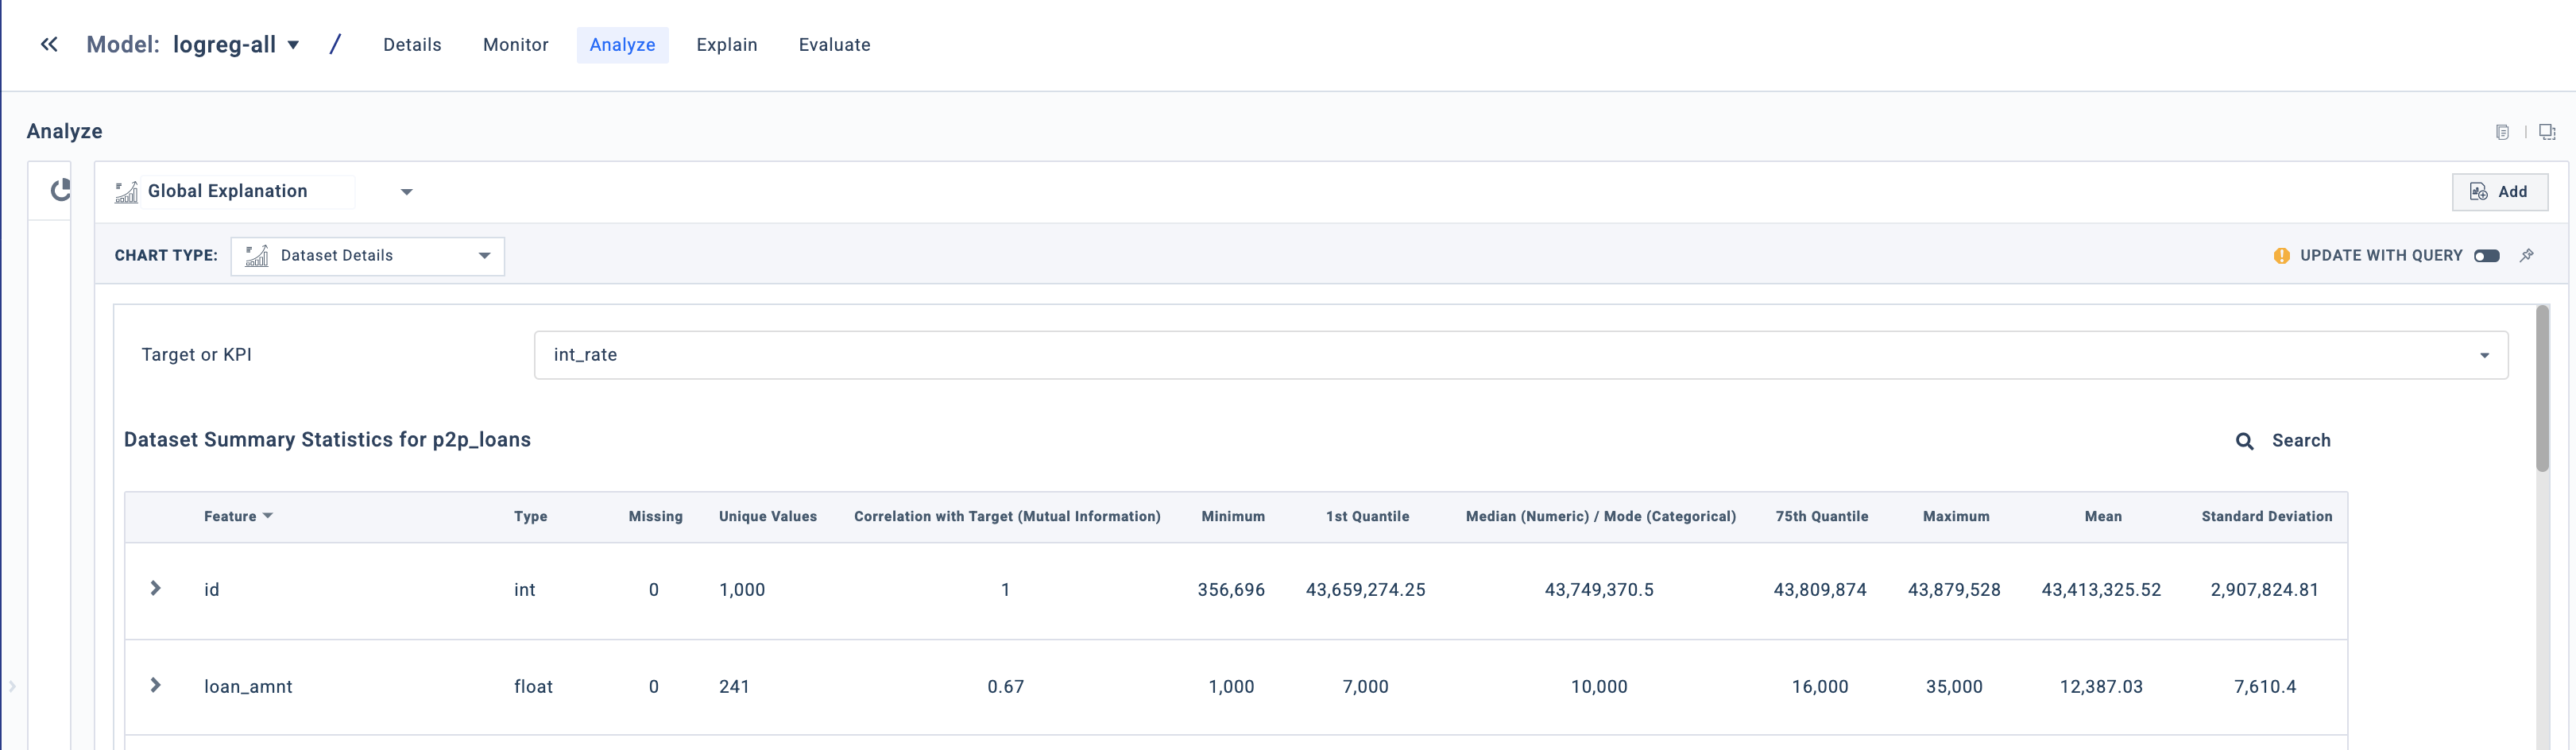 Model: logreg-all / Details Monitor Analyze Explain Evaluate
Analyze
Global Explanation Add
CHART TYPE: Dataset Details UPDATE WITH QUERY
Target or KPI int_rate
Dataset Summary Statistics for p2p_loans Search
Feature Type Missing Unique Values Correlation with Target (Mutual Information) Minimum 1st Quantile Median (Numeric) / Mode (Categorical) 75th Quantile Maximum Mean Standard Deviation
id int 0 1,000 1 356,696 43,659,274.25 43,749,370.5 43,809,874 43,879,528 43,413,325.52 2,907,824.81
loan_amnt float 0 241 0.67 1,000 7,000 10,000 16,000 35,000 12,387.03 7,610.4